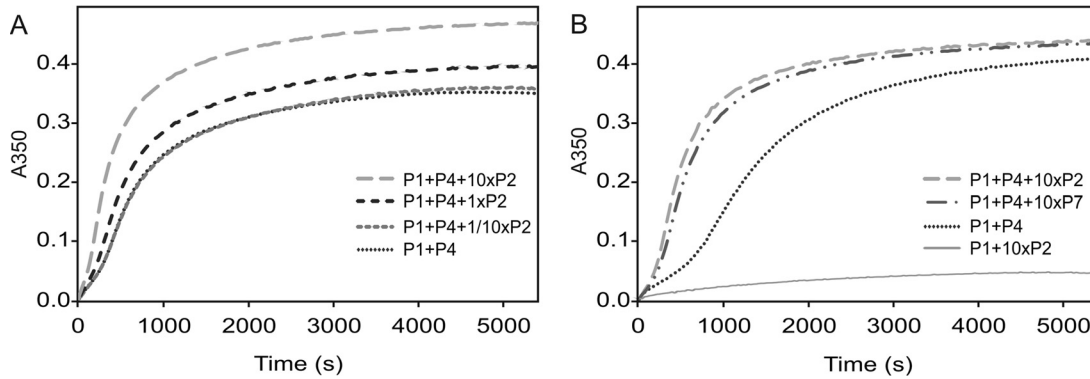 A
A350
0.4
0.3
0.2
0.1
0.0
P1+P4+10xP2
P1+P4+1xP2
P1+P4+1/10xP2
P1+P4
0 1000 2000 3000 4000 5000
Time (s)
B
A350
0.4
0.3
0.2
0.1
0.0
P1+P4+10xP2
P1+P4+10xP7
P1+P4
P1+10xP2
0 1000 2000 3000 4000 5000
Time (s)